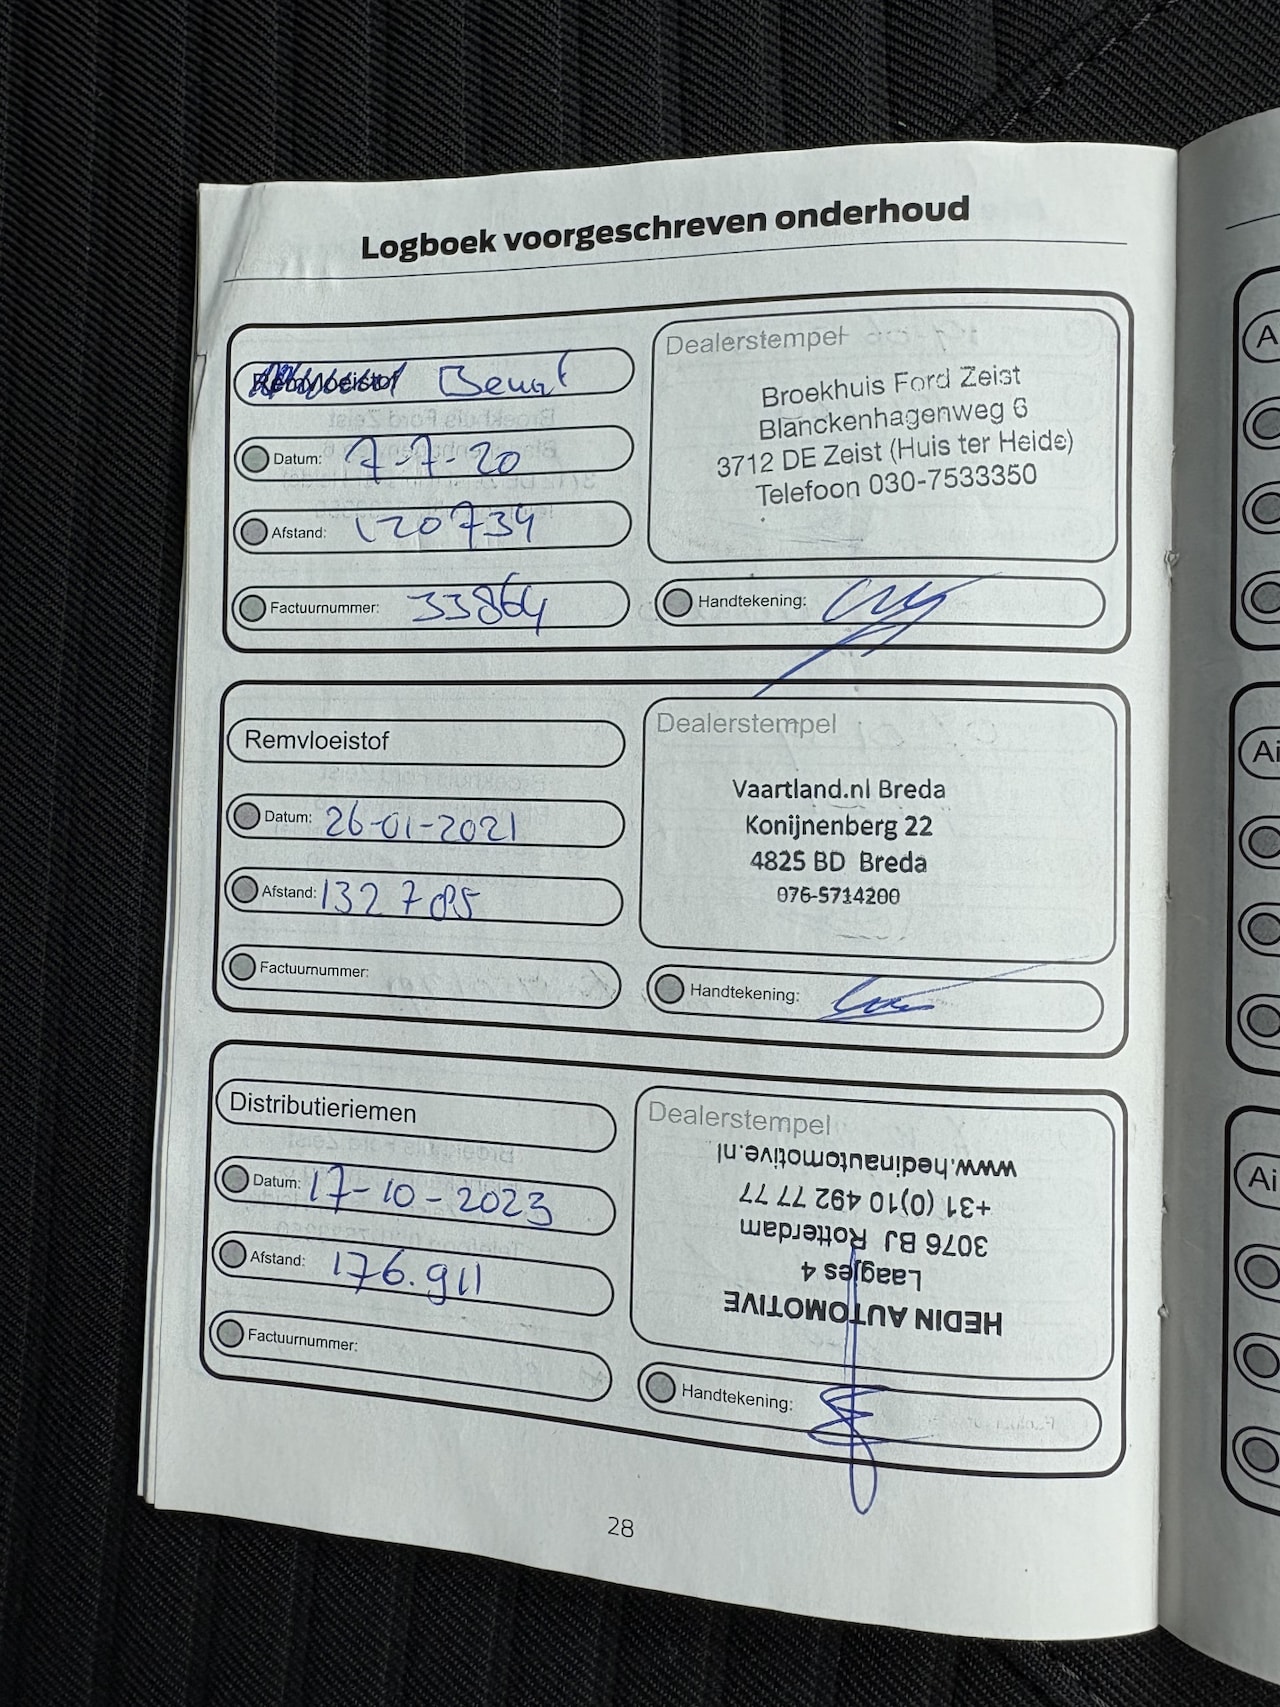 Logboek voorgeschreven onderhoud
Remvloeistof
Datum: 7-7-20
Afstand: 120734
Factuurnummer: 33864
Dealerstempel
Broekhuis Ford Zeist
Blanckenhagenweg 6
3712 DE Zeist (Huis ter Heide)
Telefoon 030-7533350
Handtekening:
Remvloeistof
Datum: 26-01-2021
Afstand: 132785
Factuurnummer:
Dealerstempel
Vaartland.nl Breda
Konijnenberg 22
4825 BD Breda
076-5714200
Handtekening:
Distributieriemen
Datum: 17-10-2023
Afstand: 176.911
Factuurnummer:
Dealerstempel
HEDIN AUTOMOTIVE
Laagjes 4
3076 BJ Rotterdam
+31 (0)10 492 77 77
www.hedinautomotive.nl
Handtekening:
28
A
Ai
Ai